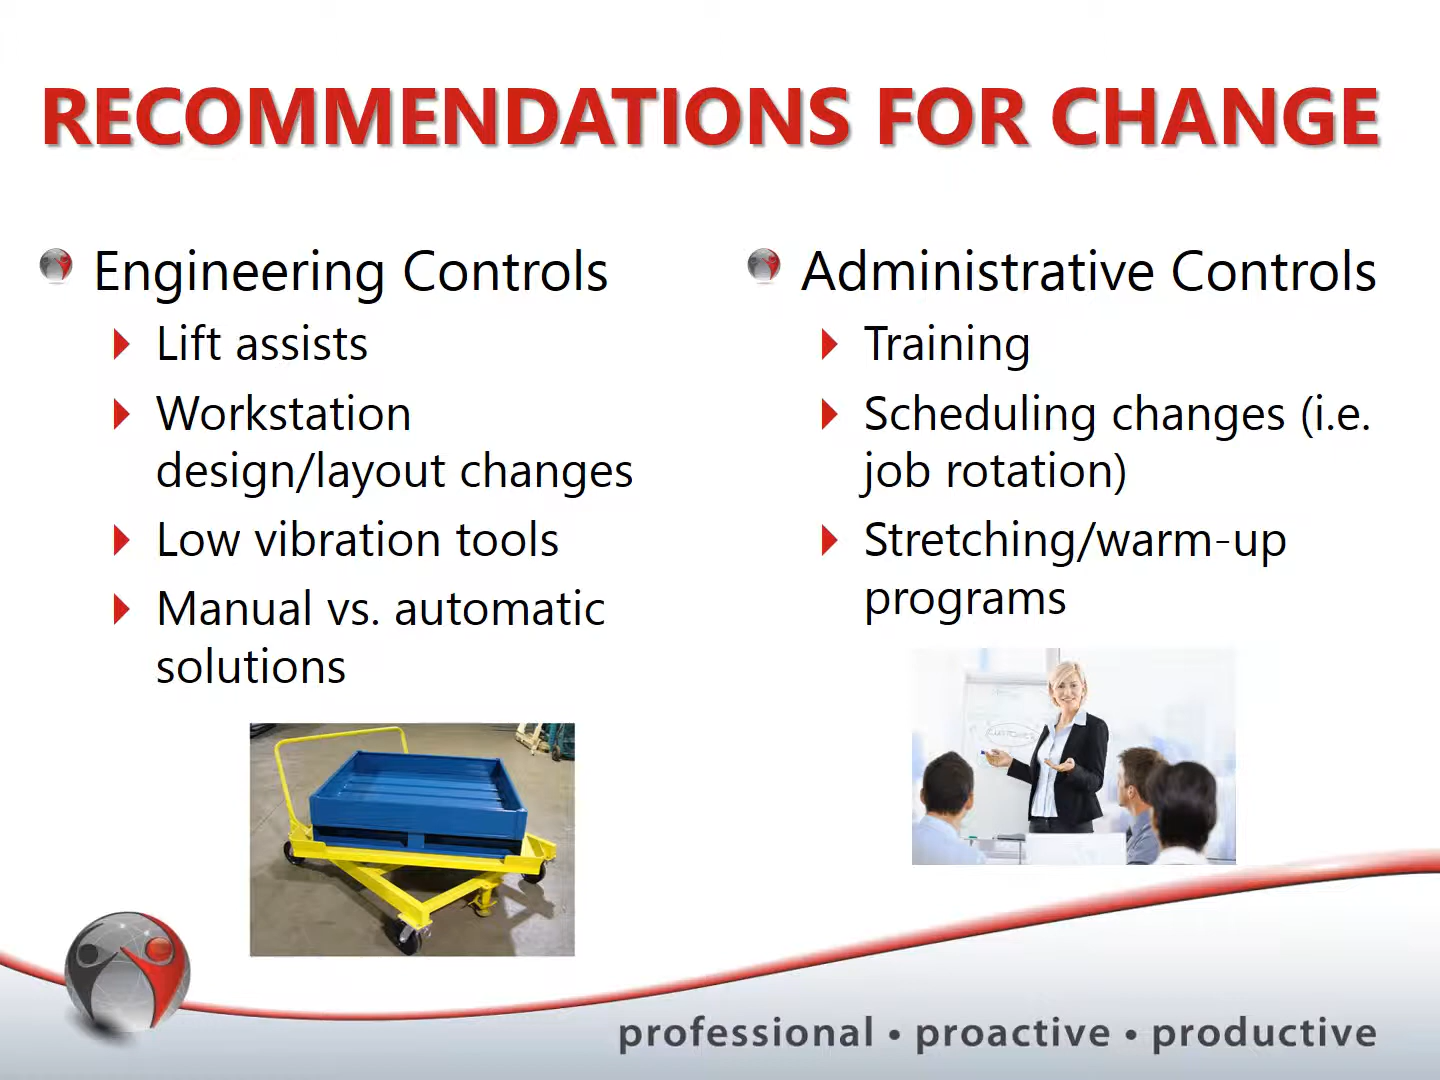 RECOMMENDATIONS FOR CHANGE
Engineering Controls
Lift assists
Workstation
design/layout changes
Low vibration tools
Manual vs. automatic
solutions
Administrative Controls
Training
Scheduling changes (i.e.
job rotation)
Stretching/warm-up
programs
CUSTOMER
professional • proactive • productive